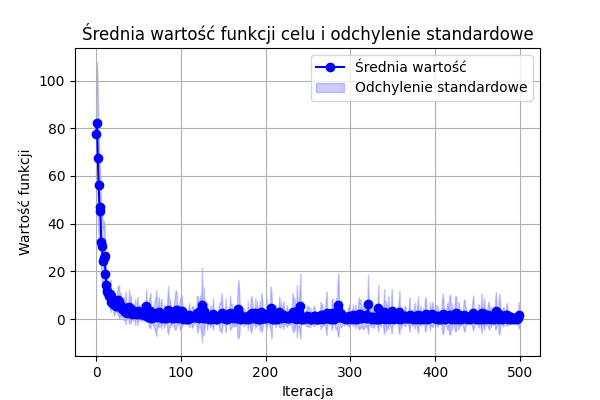 Średnia wartość funkcji celu i odchylenie standardowe
Średnia wartość
Odchylenie standardowe
Wartość funkcji
100
80
60
40
20
0
0 100 200 300 400 500
Iteracja